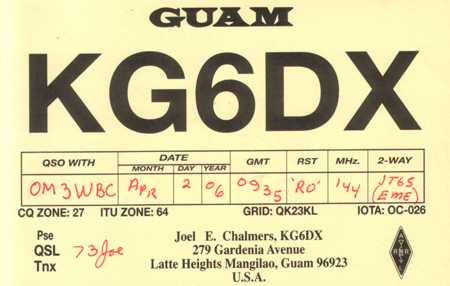 GUAM
KG6DX
QSO WITH DATE GMT RST MHz. 2-WAY
MONTH DAY YEAR
OM3WBC APR 2 06 0935 'RO' 144 JT65
(EME)
CQ ZONE: 27 ITU ZONE: 64 GRID: QK23KL IOTA: OC-026
Pse
QSL 73 Joe
Tnx
Joel E. Chalmers, KG6DX
279 Gardenia Avenue
Latte Heights Mangilao, Guam 96923
U.S.A.